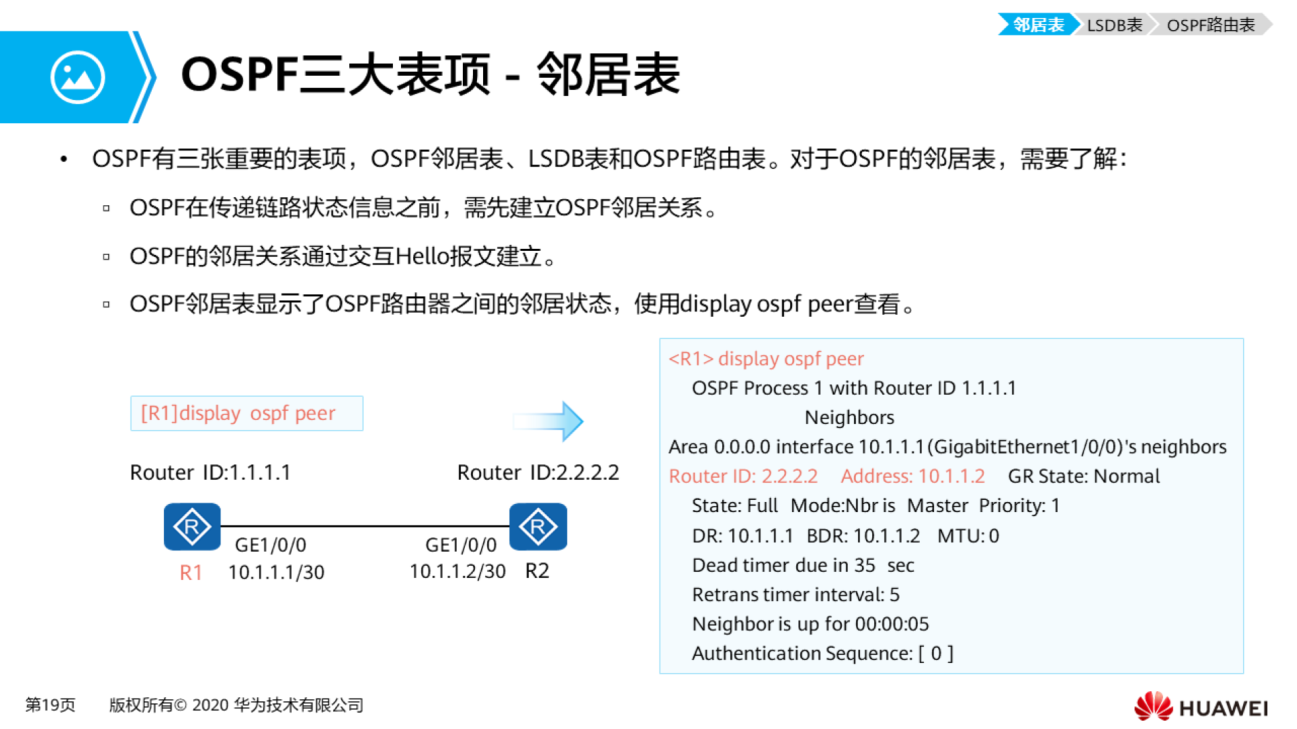 邻居表
LSDB表
OSPF路由表
OSPF三大表项 - 邻居表
• OSPF有三张重要的表项，OSPF邻居表、LSDB表和OSPF路由表。对于OSPF的邻居表，需要了解：
▫ OSPF在传递链路状态信息之前，需先建立OSPF邻居关系。
▫ OSPF的邻居关系通过交互Hello报文建立。
▫ OSPF邻居表显示了OSPF路由器之间的邻居状态，使用display ospf peer查看。
[R1]display ospf peer
Router ID:1.1.1.1
Router ID:2.2.2.2
R
R
GE1/0/0
GE1/0/0
R1
10.1.1.1/30
10.1.1.2/30
R2
<R1> display ospf peer
OSPF Process 1 with Router ID 1.1.1.1
Neighbors
Area 0.0.0.0 interface 10.1.1.1(GigabitEthernet1/0/0)'s neighbors
Router ID: 2.2.2.2 Address: 10.1.1.2 GR State: Normal
State: Full Mode:Nbr is Master Priority: 1
DR: 10.1.1.1 BDR: 10.1.1.2 MTU: 0
Dead timer due in 35 sec
Retrans timer interval: 5
Neighbor is up for 00:00:05
Authentication Sequence: [ 0 ]
第19页 版权所有© 2020 华为技术有限公司
HUAWEI